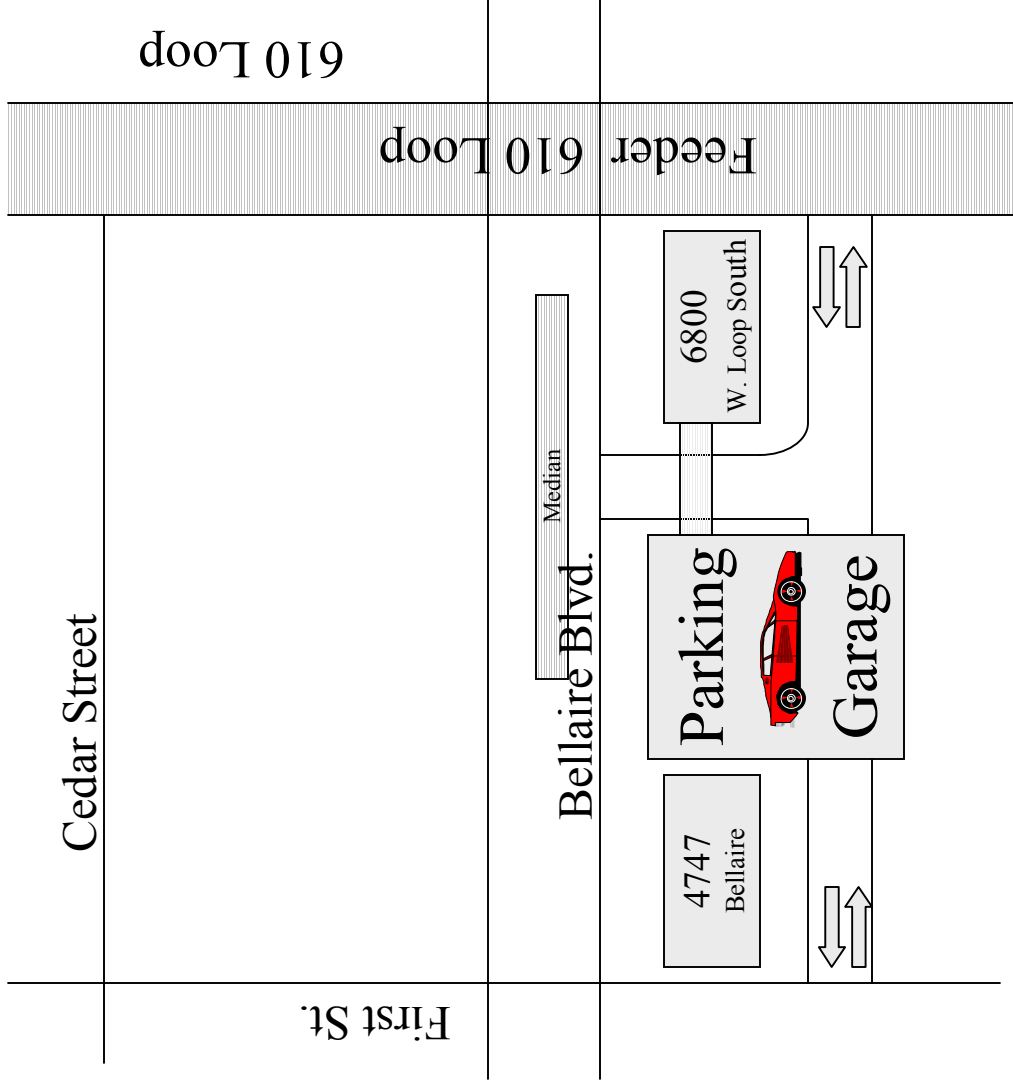 610 Loop
Feeder 610 Loop
6800
W. Loop South
Median
Bellaire Blvd.
Parking
Garage
Cedar Street
4747
Bellaire
First St.